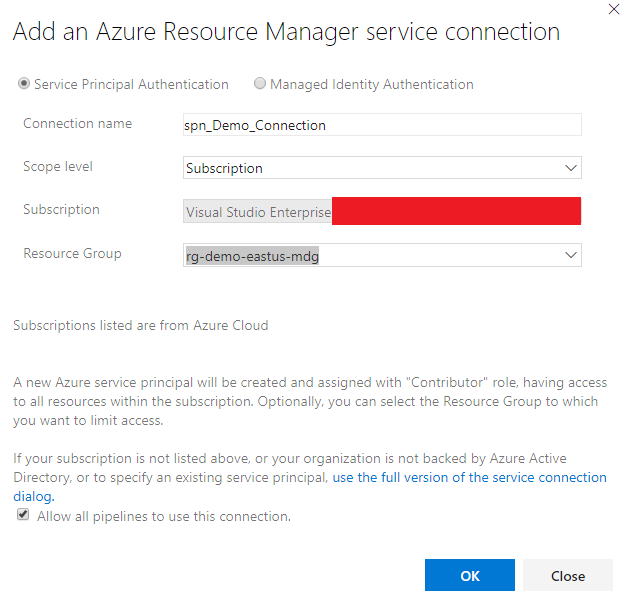 Add an Azure Resource Manager service connection
Service Principal Authentication Managed Identity Authentication
Connection name spn_Demo_Connection
Scope level Subscription
Subscription Visual Studio Enterprise
Resource Group rg-demo-eastus-mdg
Subscriptions listed are from Azure Cloud
A new Azure service principal will be created and assigned with "Contributor" role, having access
to all resources within the subscription. Optionally, you can select the Resource Group to which
you want to limit access.
If your subscription is not listed above, or your organization is not backed by Azure Active
Directory, or to specify an existing service principal, use the full version of the service connection
dialog.
Allow all pipelines to use this connection.
OK Close